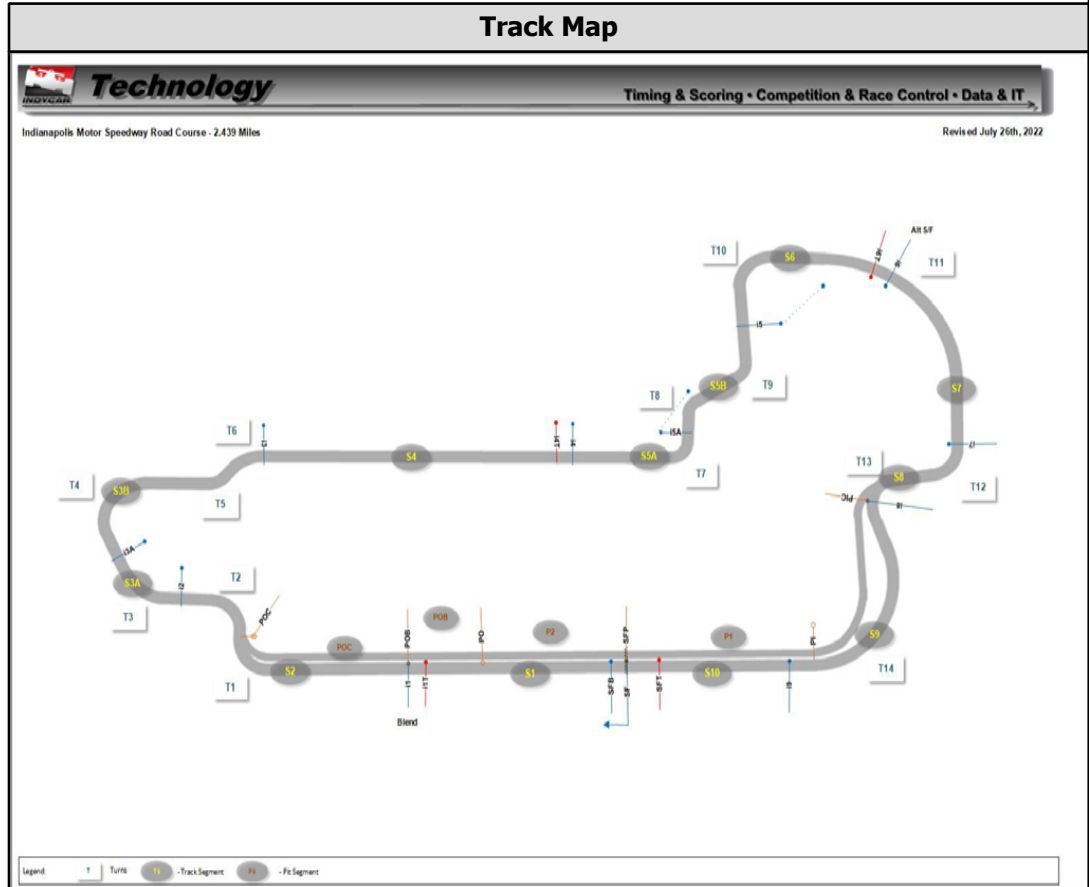 Track Map
INDYCAR Technology
Timing & Scoring • Competition & Race Control • Data & IT
Indianapolis Motor Speedway Road Course - 2.439 Miles
Revised July 26th, 2022
Alt S/F
T10
S6
I6T
I6
T11
I5
T8
S5B
T9
S7
T6
I3
I4T
I4
I5A
S4
S5A
T7
I7
T13
S8
T12
T4
S3B
T5
PIC
I8
I3A
S3A
I2
T2
T3
POC
POB
POB
PO
P2
SFP
P1
PI
S9
POC
T14
T1
S2
I1
I1T
S1
SFB
SF
SFT
S10
I9
Blend
Legend:
T
Turns
- Track Segment
- Pit Segment